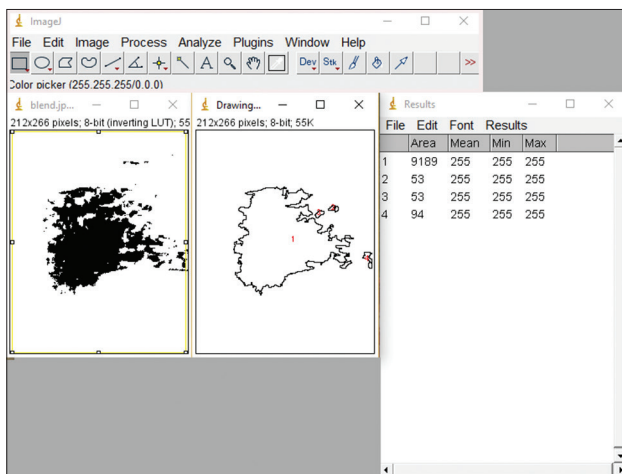 ImageJ
File Edit Image Process Analyze Plugins Window Help
A Dev Stk >>
Color picker (255,255,255/0,0,0)
blend.jp...
212x266 pixels; 8-bit (inverting LUT); 55
Drawing...
212x266 pixels; 8-bit; 55K
1
Results
File Edit Font Results
Area Mean Min Max
1 9189 255 255 255
2 53 255 255 255
3 53 255 255 255
4 94 255 255 255